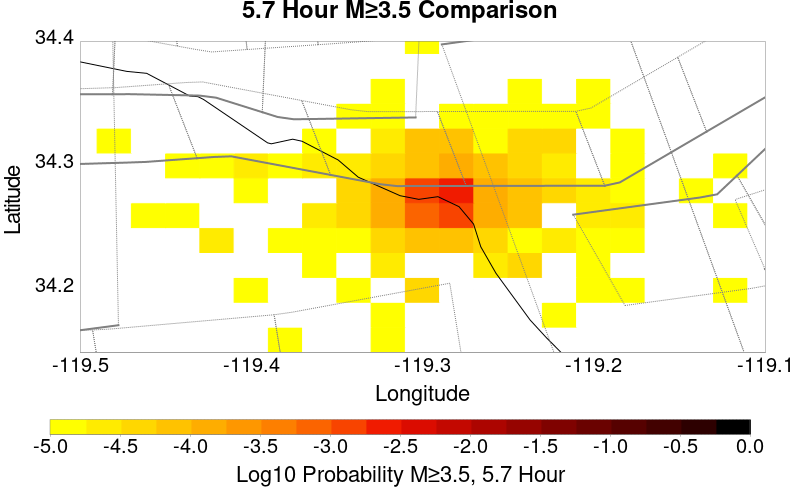 5.7 Hour M≥3.5 Comparison
34.4
34.3
34.2
Latitude
-119.5 -119.4 -119.3 -119.2 -119.1
Longitude
-5.0 -4.5 -4.0 -3.5 -3.0 -2.5 -2.0 -1.5 -1.0 -0.5 0.0
Log10 Probability M≥3.5, 5.7 Hour